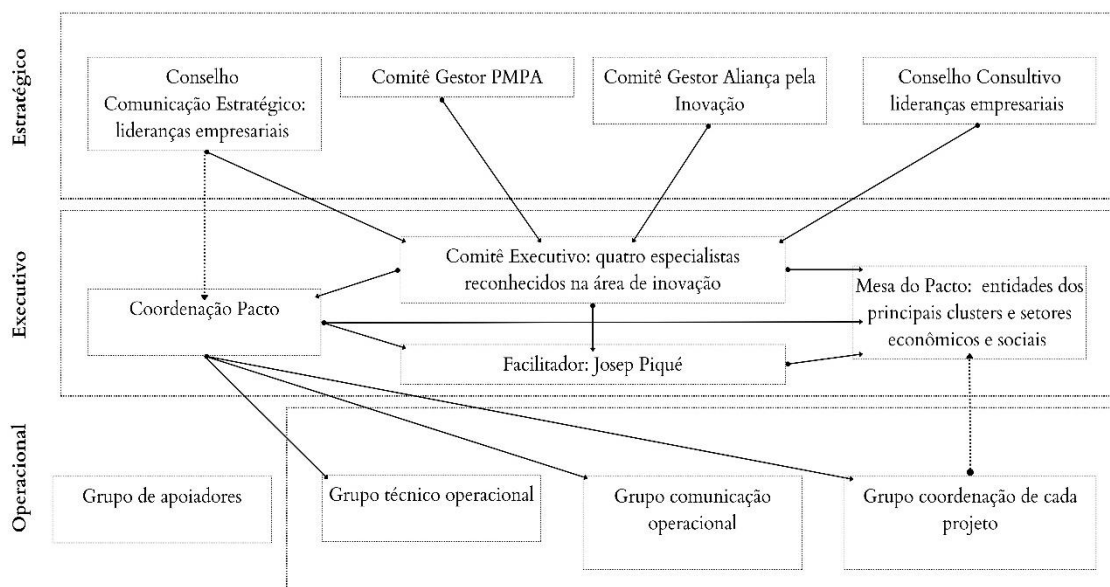 Estratégico
Conselho
Comunicação Estratégico:
lideranças empresariais
Comitê Gestor PMPA
Comitê Gestor Aliança pela
Inovação
Conselho Consultivo
lideranças empresariais
Executivo
Comitê Executivo: quatro especialistas
reconhecidos na área de inovação
Coordenação Pacto
Mesa do Pacto: entidades dos
principais clusters e setores
econômicos e sociais
Facilitador: Josep Piqué
Operacional
Grupo de apoiadores
Grupo técnico operacional
Grupo comunicação
operacional
Grupo coordenação de cada
projeto